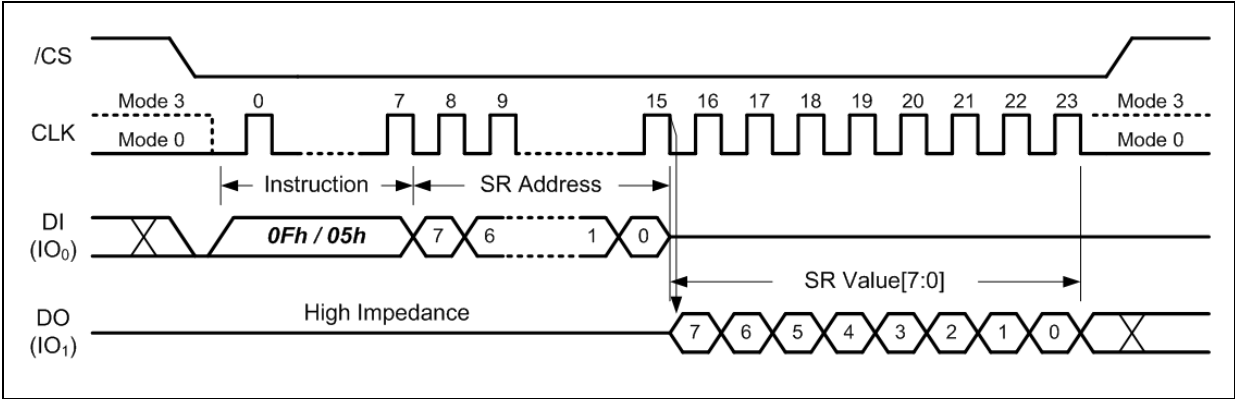 /CS
Mode 3 0 7 8 9 15 16 17 18 19 20 21 22 23 Mode 3
CLK
Mode 0 Mode 0
Instruction SR Address
DI
(IO₀)
0Fh / 05h 7 6 1 0
SR Value[7:0]
High Impedance
DO
(IO₁)
7 6 5 4 3 2 1 0